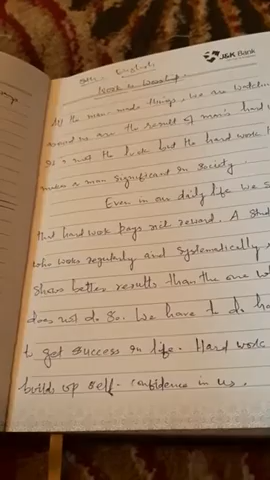 J&K Bank
English
Work is Worship.
All the man-made things, we are watch
around us are the result of man's hard
It is not the luck but the hard work
makes a man significant in society.
Even in our daily life we s
that hard work pays rich reward. A Stud
who works regularly and systematically
Shows better results than the one w
does not do so. We have to do ha
to get success in life. Hard work
builds up self-confidence in us.